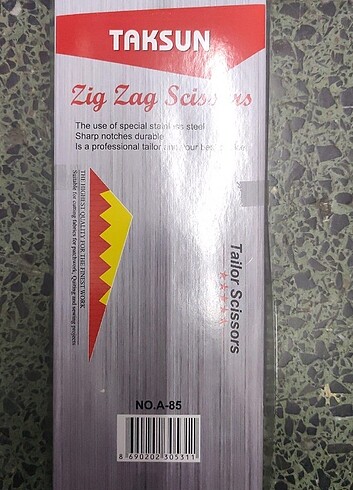 TAKSUN
Zig Zag Scissors
The use of special stainless steel
Sharp notches durable
Is a professional tailor and your best
THE HIGHEST QUALITY FOR THE FINEST WORK
Suitable for cutting fabrics for patchwork, Quiting and sewing projects
Tailor Scissors
NO.A-85
8 690202 305311